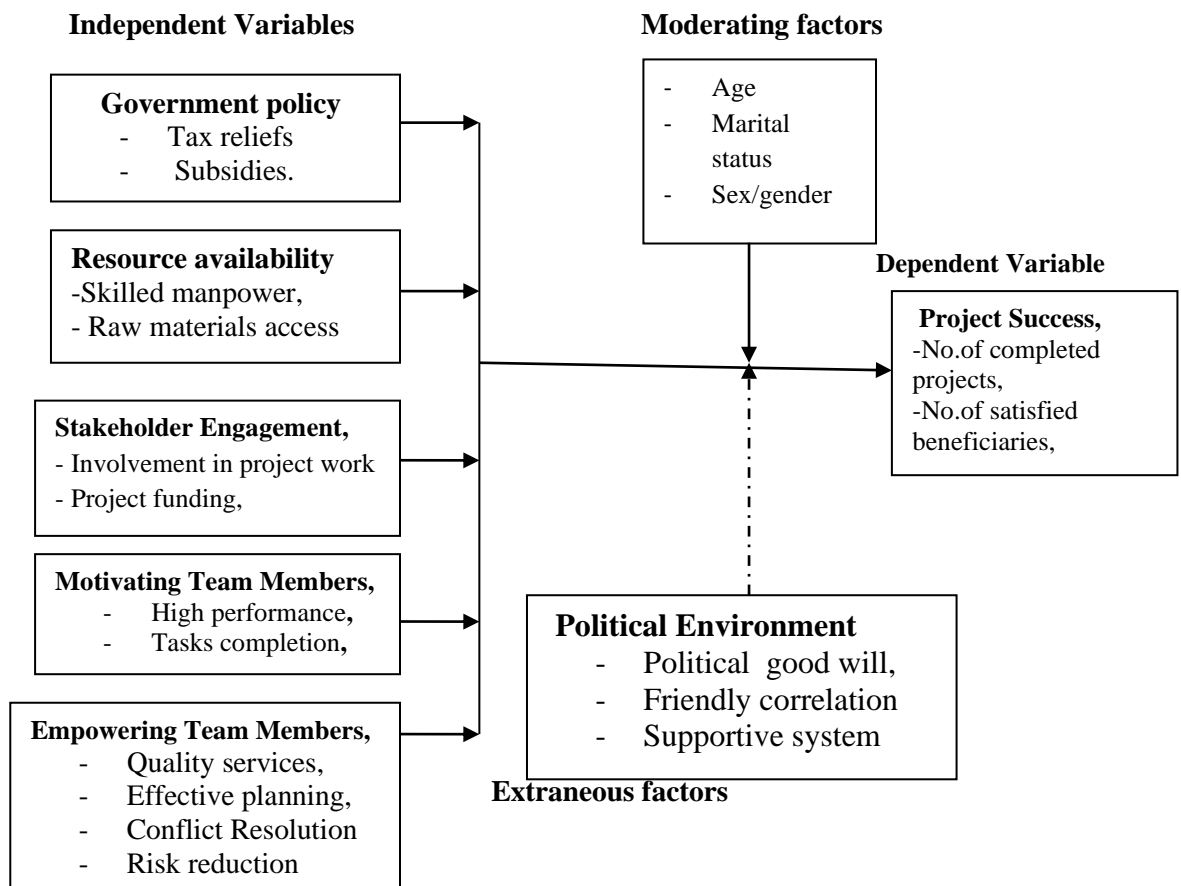 Independent Variables
Government policy
- Tax reliefs
- Subsidies.
Resource availability
-Skilled manpower,
- Raw materials access
Stakeholder Engagement,
- Involvement in project work
- Project funding,
Motivating Team Members,
- High performance,
- Tasks completion,
Empowering Team Members,
- Quality services,
- Effective planning,
- Conflict Resolution
- Risk reduction
Moderating factors
- Age
- Marital
status
- Sex/gender
Dependent Variable
Project Success,
-No.of completed
projects,
-No.of satisfied
beneficiaries,
Political Environment
- Political good will,
- Friendly correlation
- Supportive system
Extraneous factors